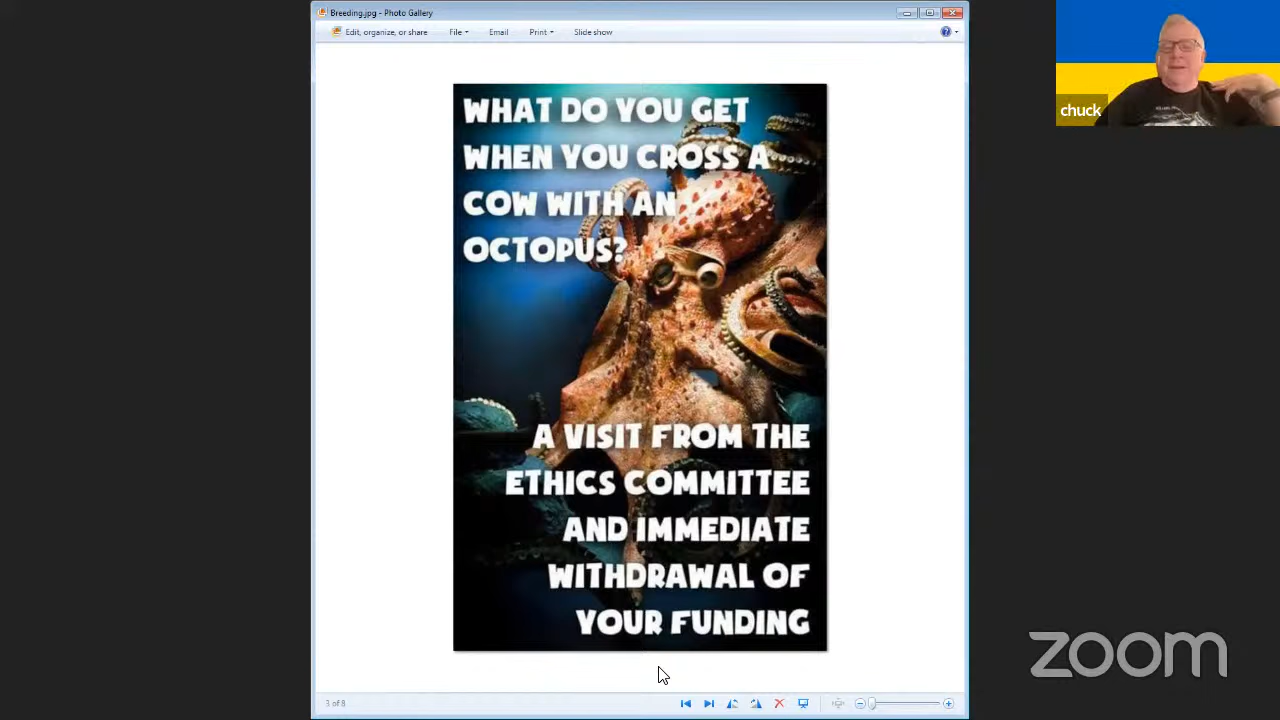 Breeding.jpg - Photo Gallery
Edit, organize, or share File Email Print Slide show
WHAT DO YOU GET
WHEN YOU CROSS A
COW WITH AN
OCTOPUS?
A VISIT FROM THE
ETHICS COMMITTEE
AND IMMEDIATE
WITHDRAWAL OF
YOUR FUNDING
3 of 8
chuck
zoom